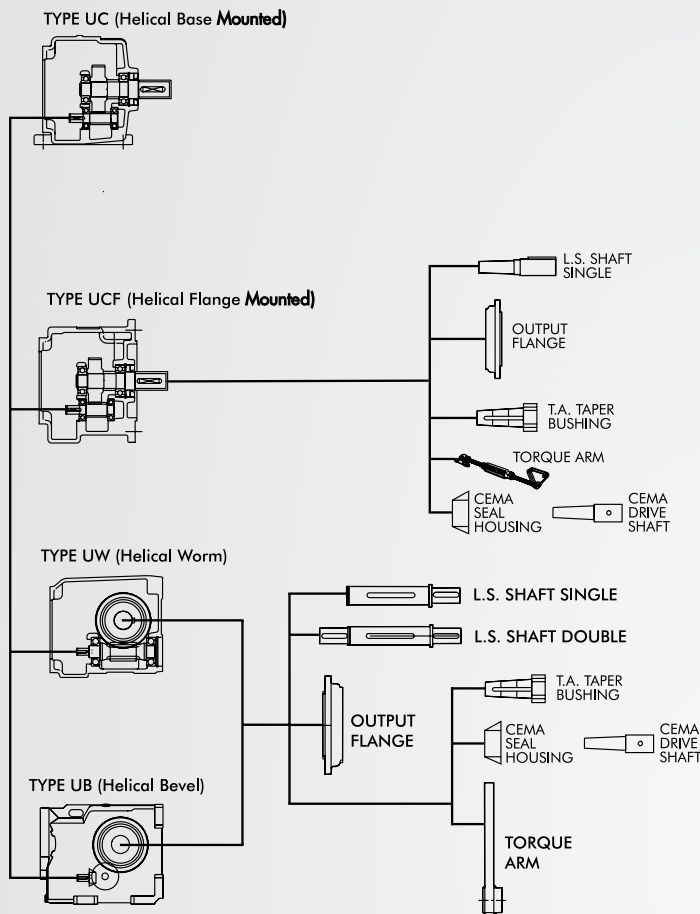 TYPE UC (Helical Base Mounted)
TYPE UCF (Helical Flange Mounted)
L.S. SHAFT
SINGLE
OUTPUT
FLANGE
T.A. TAPER
BUSHING
TORQUE ARM
CEMA
SEAL
HOUSING
CEMA
DRIVE
SHAFT
TYPE UW (Helical Worm)
L.S. SHAFT SINGLE
L.S. SHAFT DOUBLE
OUTPUT
FLANGE
T.A. TAPER
BUSHING
CEMA
SEAL
HOUSING
CEMA
DRIVE
SHAFT
TYPE UB (Helical Bevel)
TORQUE
ARM